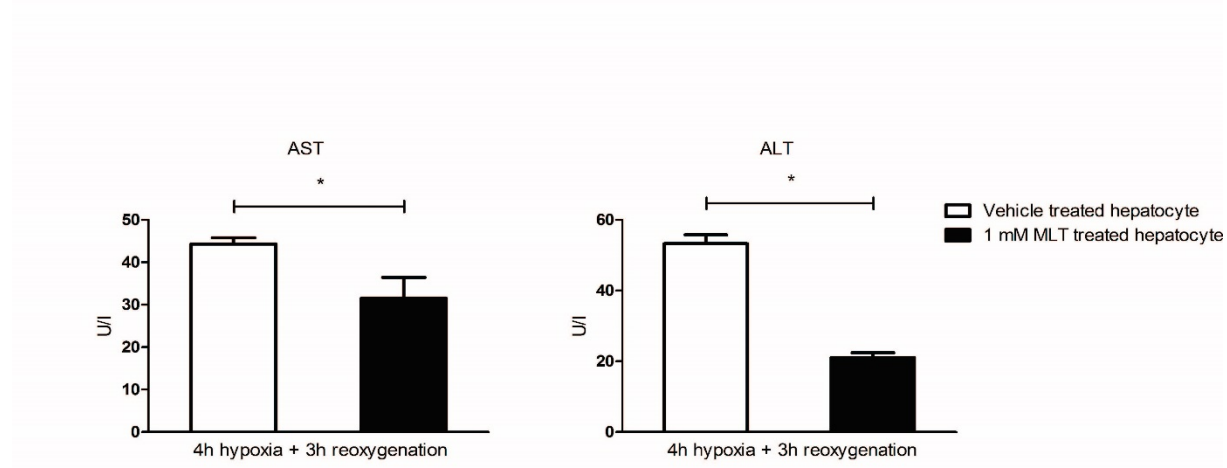 AST
*
50
40
30
20
10
0
U/l
4h hypoxia + 3h reoxygenation
ALT
*
60
40
20
0
U/l
4h hypoxia + 3h reoxygenation
Vehicle treated hepatocyte
1 mM MLT treated hepatocyte